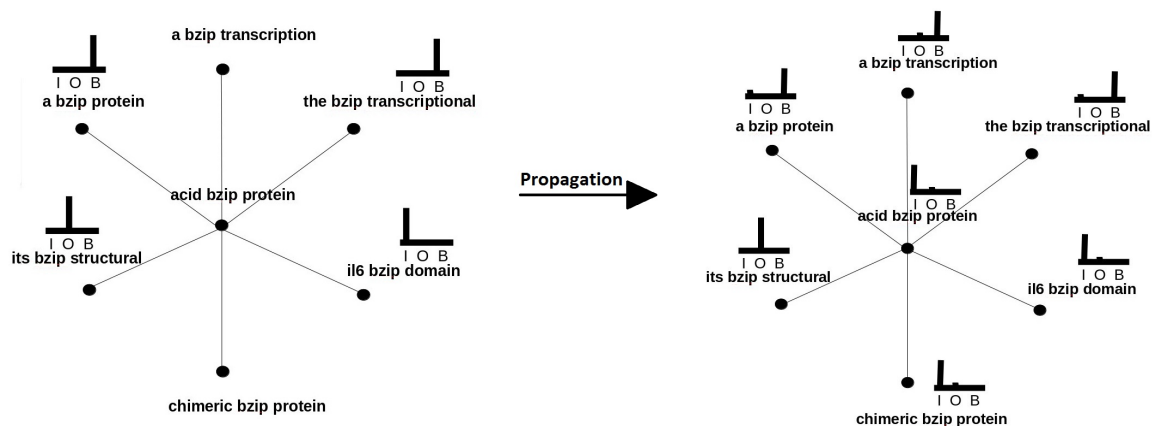 a bzip transcription
I O B
a bzip protein
I O B
the bzip transcriptional
acid bzip protein
I O B
its bzip structural
I O B
il6 bzip domain
chimeric bzip protein
Propagation
I O B
a bzip transcription
I O B
a bzip protein
I O B
the bzip transcriptional
I O B
acid bzip protein
I O B
its bzip structural
I O B
il6 bzip domain
I O B
chimeric bzip protein